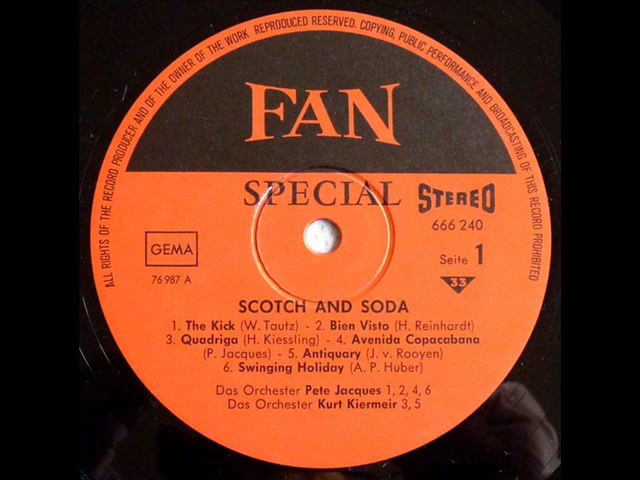 ALL RIGHTS OF THE RECORD PRODUCER AND OF THE OWNER OF THE WORK REPRODUCED RESERVED. COPYING, PUBLIC PERFORMANCE AND BROADCASTING OF THIS RECORD PROHIBITED
FAN
SPECIAL
STEREO
666 240
GEMA
Seite 1
76 987 A
33
SCOTCH AND SODA
1. The Kick (W. Tautz) - 2. Bien Visto (H. Reinhardt)
3. Quadriga (H. Kiessling) - 4. Avenida Copacabana
(P. Jacques) - 5. Antiquary (J. v. Rooyen)
6. Swinging Holiday (A. P. Huber)
Das Orchester Pete Jacques 1, 2, 4, 6
Das Orchester Kurt Kiermeir 3, 5